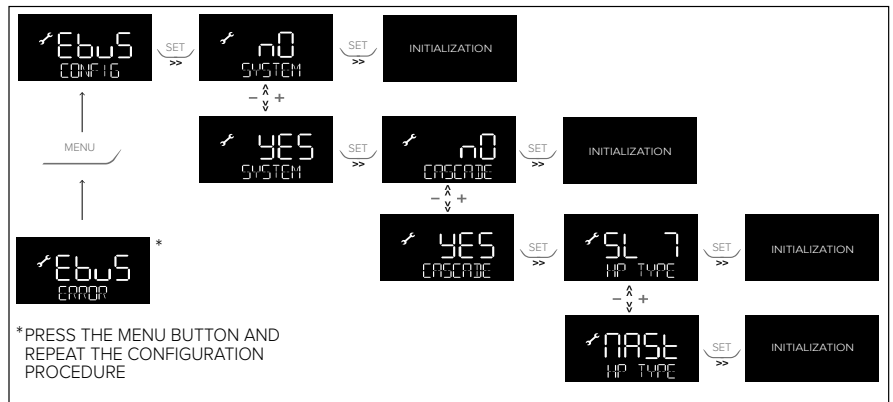 EbuS
CONFIG
SET
>>
nO
SYSTEM
SET
>>
INITIALIZATION
- +
MENU
YES
SYSTEM
SET
>>
nO
CASCADE
SET
>>
INITIALIZATION
- +
EbuS
ERROR
*
YES
CASCADE
SET
>>
SL 7
HP TYPE
SET
>>
INITIALIZATION
- +
*PRESS THE MENU BUTTON AND
REPEAT THE CONFIGURATION
PROCEDURE
MASt
HP TYPE
SET
>>
INITIALIZATION